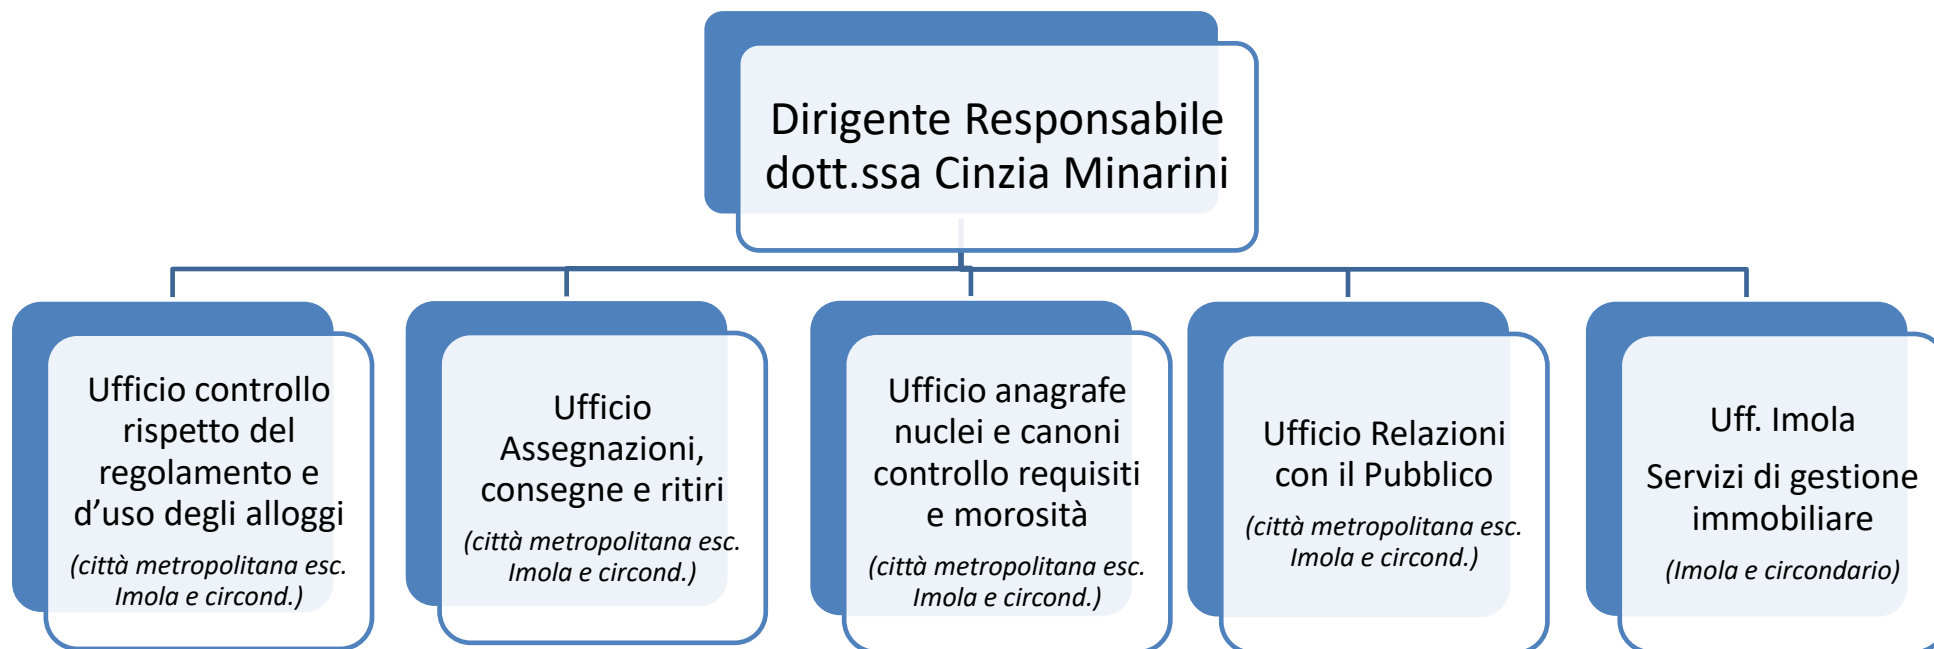 Dirigente Responsabile
dott.ssa Cinzia Minarini
Ufficio controllo
rispetto del
regolamento e
d’uso degli alloggi
(città metropolitana esc.
Imola e circond.)
Ufficio
Assegnazioni,
consegne e ritiri
(città metropolitana esc.
Imola e circond.)
Ufficio anagrafe
nuclei e canoni
controllo requisiti
e morosità
(città metropolitana esc.
Imola e circond.)
Ufficio Relazioni
con il Pubblico
(città metropolitana esc.
Imola e circond.)
Uff. Imola
Servizi di gestione
immobiliare
(Imola e circondario)